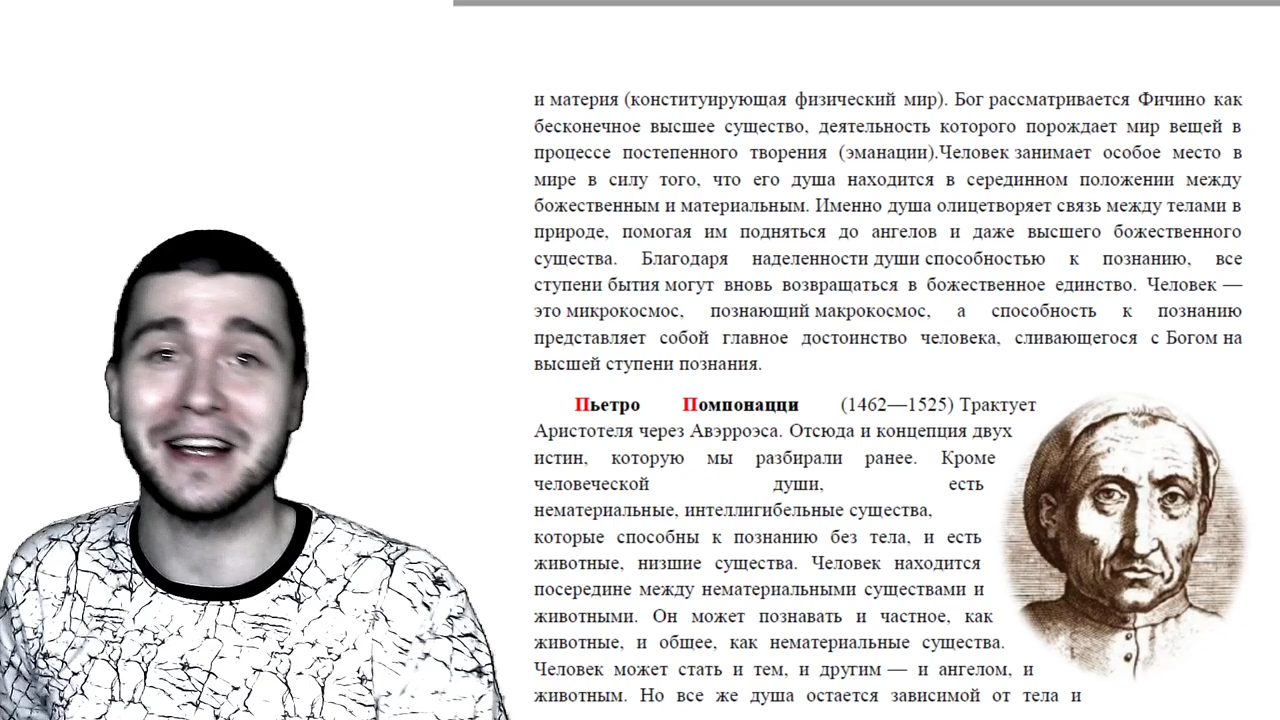 и материя (конституирующая физический мир). Бог рассматривается Фичино как
бесконечное высшее существо, деятельность которого порождает мир вещей в
процессе постепенного творения (эманации).Человек занимает особое место в
мире в силу того, что его душа находится в серединном положении между
божественным и материальным. Именно душа олицетворяет связь между телами в
природе, помогая им подняться до ангелов и даже высшего божественного
существа. Благодаря наделенности души способностью к познанию, все
ступени бытия могут вновь возвращаться в божественное единство. Человек —
это микрокосмос, познающий макрокосмос, а способность к познанию
представляет собой главное достоинство человека, сливающегося с Богом на
высшей ступени познания.
Пьетро Помпонацци (1462—1525) Трактует
Аристотеля через Авэрроэса. Отсюда и концепция двух
истин, которую мы разбирали ранее. Кроме
человеческой души, есть
нематериальные, интеллигибельные существа,
которые способны к познанию без тела, и есть
животные, низшие существа. Человек находится
посередине между нематериальными существами и
животными. Он может познавать и частное, как
животные, и общее, как нематериальные существа.
Человек может стать и тем, и другим — и ангелом, и
животным. Но все же душа остается зависимой от тела и